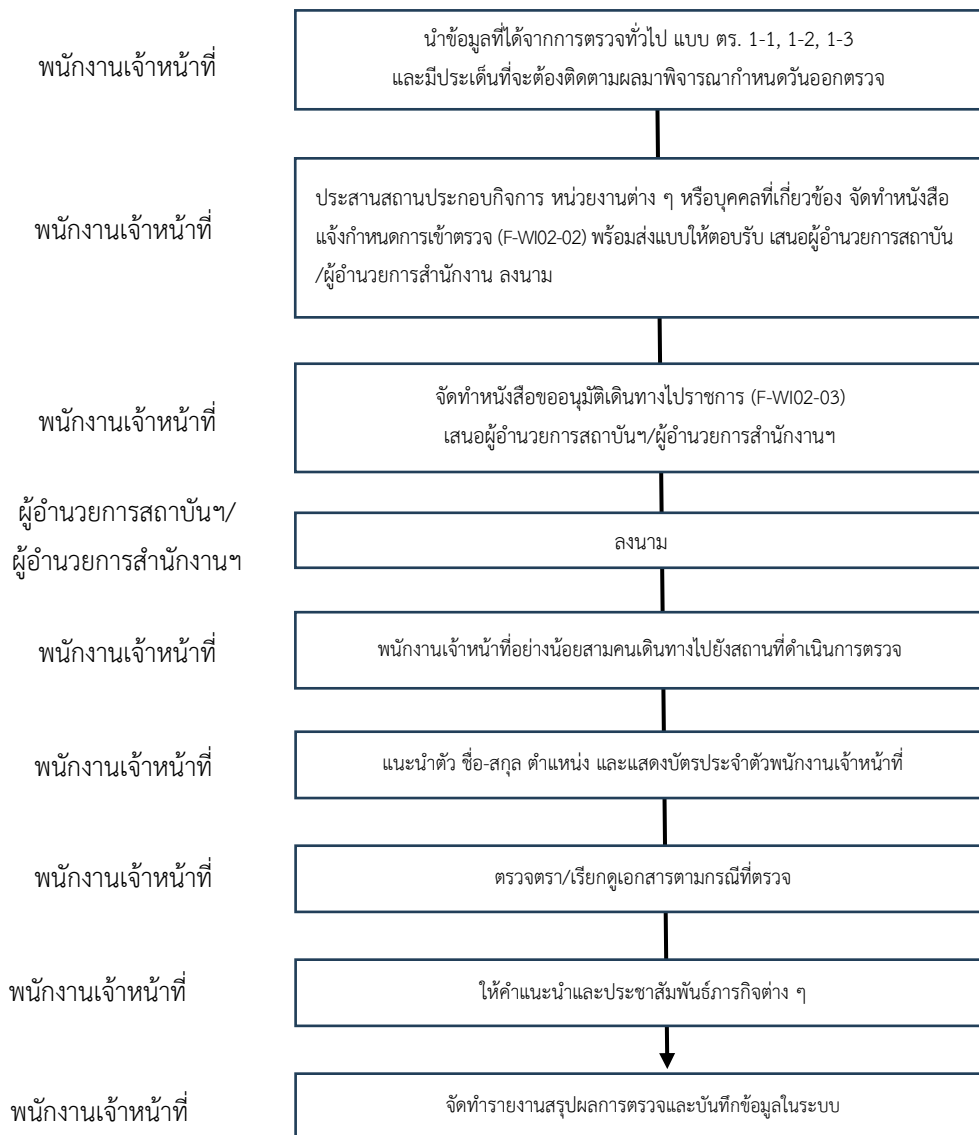 นำข้อมูลที่ได้จากการตรวจทั่วไป แบบ ตร. 1-1, 1-2, 1-3
พนักงานเจ้าหน้าที่
และมีประเด็นที่จะต้องติดตามผลมาพิจารณากำหนดวันออกตรวจ
พนักงานเจ้าหน้าที่
ประสานสถานประกอบกิจการ หน่วยงานต่าง ๆ หรือบุคคลที่เกี่ยวข้อง จัดทำหนังสือ
แจ้งกำหนดการเข้าตรวจ (F-WI02-02) พร้อมส่งแบบให้ตอบรับ เสนอผู้อำนวยการสถาบัน
/ผู้อำนวยการสำนักงาน ลงนาม
พนักงานเจ้าหน้าที่
จัดทำหนังสือขออนุมัติเดินทางไปราชการ (F-WI02-03)
เสนอผู้อำนวยการสถาบันฯ/ผู้อำนวยการสำนักงานฯ
ผู้อำนวยการสถาบันฯ/
ผู้อำนวยการสำนักงานฯ
ลงนาม
พนักงานเจ้าหน้าที่
พนักงานเจ้าหน้าที่อย่างน้อยสามคนเดินทางไปยังสถานที่ดำเนินการตรวจ
พนักงานเจ้าหน้าที่
แนะนำตัว ชื่อ-สกุล ตำแหน่ง และแสดงบัตรประจำตัวพนักงานเจ้าหน้าที่
พนักงานเจ้าหน้าที่
ตรวจตรา/เรียกดูเอกสารตามกรณีที่ตรวจ
พนักงานเจ้าหน้าที่
ให้คำแนะนำและประชาสัมพันธ์ภารกิจต่าง ๆ
พนักงานเจ้าหน้าที่
จัดทำรายงานสรุปผลการตรวจและบันทึกข้อมูลในระบบ